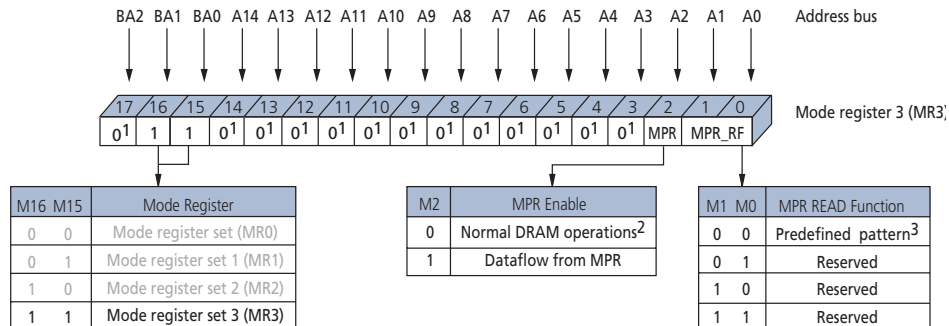 BA2 BA1 BA0 A14 A13 A12 A11 A10 A9 A8 A7 A6 A5 A4 A3 A2 A1 A0 Address bus
17 16 15 14 13 12 11 10 9 8 7 6 5 4 3 2 1 0 Mode register 3 (MR3)
0¹ 1 1 0¹ 0¹ 0¹ 0¹ 0¹ 0¹ 0¹ 0¹ 0¹ 0¹ 0¹ 0¹ MPR MPR_RF
M16 M15 Mode Register
0 0 Mode register set (MR0)
0 1 Mode register set 1 (MR1)
1 0 Mode register set 2 (MR2)
1 1 Mode register set 3 (MR3)
M2 MPR Enable
0 Normal DRAM operations²
1 Dataflow from MPR
M1 M0 MPR READ Function
0 0 Predefined pattern³
0 1 Reserved
1 0 Reserved
1 1 Reserved